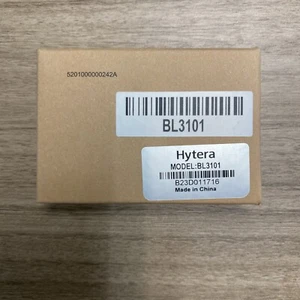 5201000000242A
BL3101
Hytera
MODEL:BL3101
B23D011716
Made in China